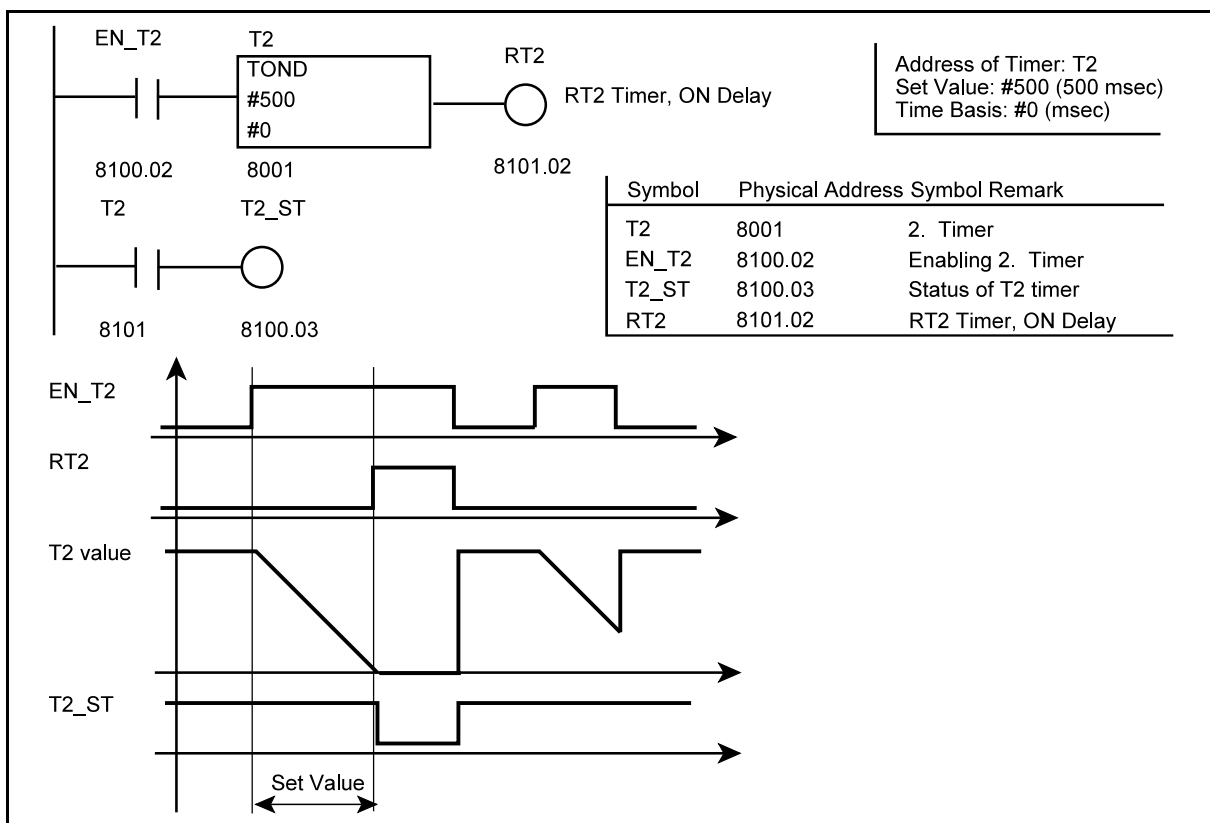 EN_T2 T2 RT2
TOND
#500
#0
RT2 Timer, ON Delay
8100.02 8001 8101.02
T2 T2_ST
8101 8100.03
Address of Timer: T2
Set Value: #500 (500 msec)
Time Basis: #0 (msec)
Symbol Physical Address Symbol Remark
T2 8001 2. Timer
EN_T2 8100.02 Enabling 2. Timer
T2_ST 8100.03 Status of T2 timer
RT2 8101.02 RT2 Timer, ON Delay
EN_T2
RT2
T2 value
T2_ST
Set Value